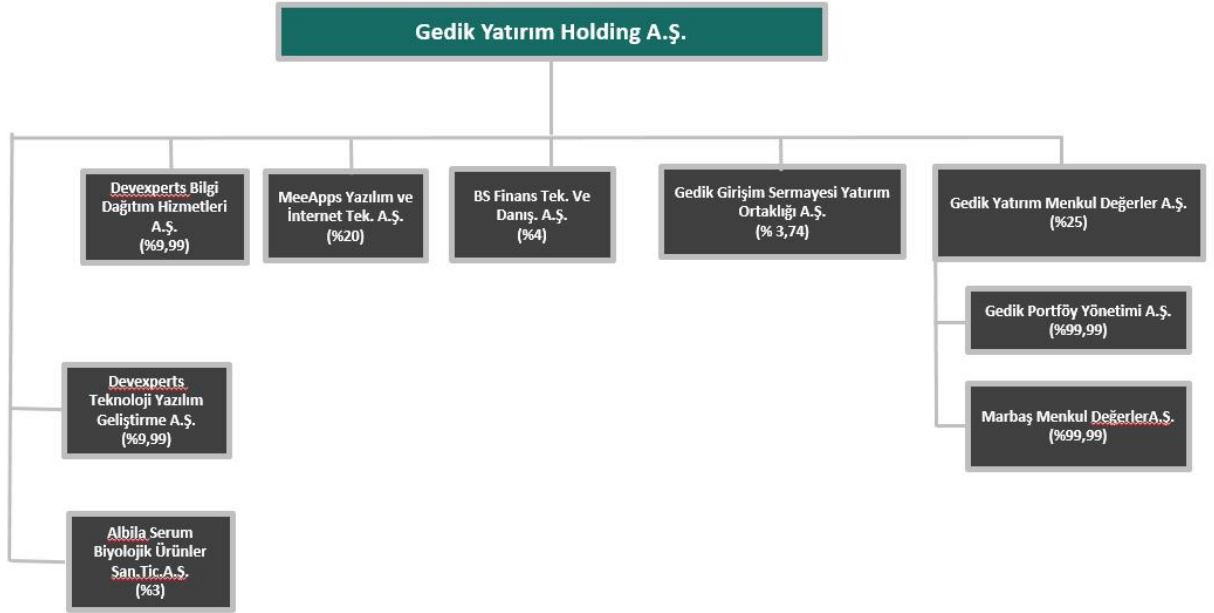 Gedik Yatırım Holding A.Ş.
Devexperts Bilgi
Dağıtım Hizmetleri
A.Ş.
(%9,99)
MeeApps Yazılım ve
İnternet Tek. A.Ş.
(%20)
BS Finans Tek. Ve
Danış. A.Ş.
(%4)
Gedik Girişim Sermayesi Yatırım
Ortaklığı A.Ş.
(% 3,74)
Gedik Yatırım Menkul Değerler A.Ş.
(%25)
Gedik Portföy Yönetimi A.Ş.
(%99,99)
Marbaş Menkul DeğerlerA.Ş.
(%99,99)
Devexperts
Teknoloji Yazılım
Geliştirme A.Ş.
(%9,99)
Albila Serum
Biyolojik Ürünler
San.Tic.A.Ş.
(%3)